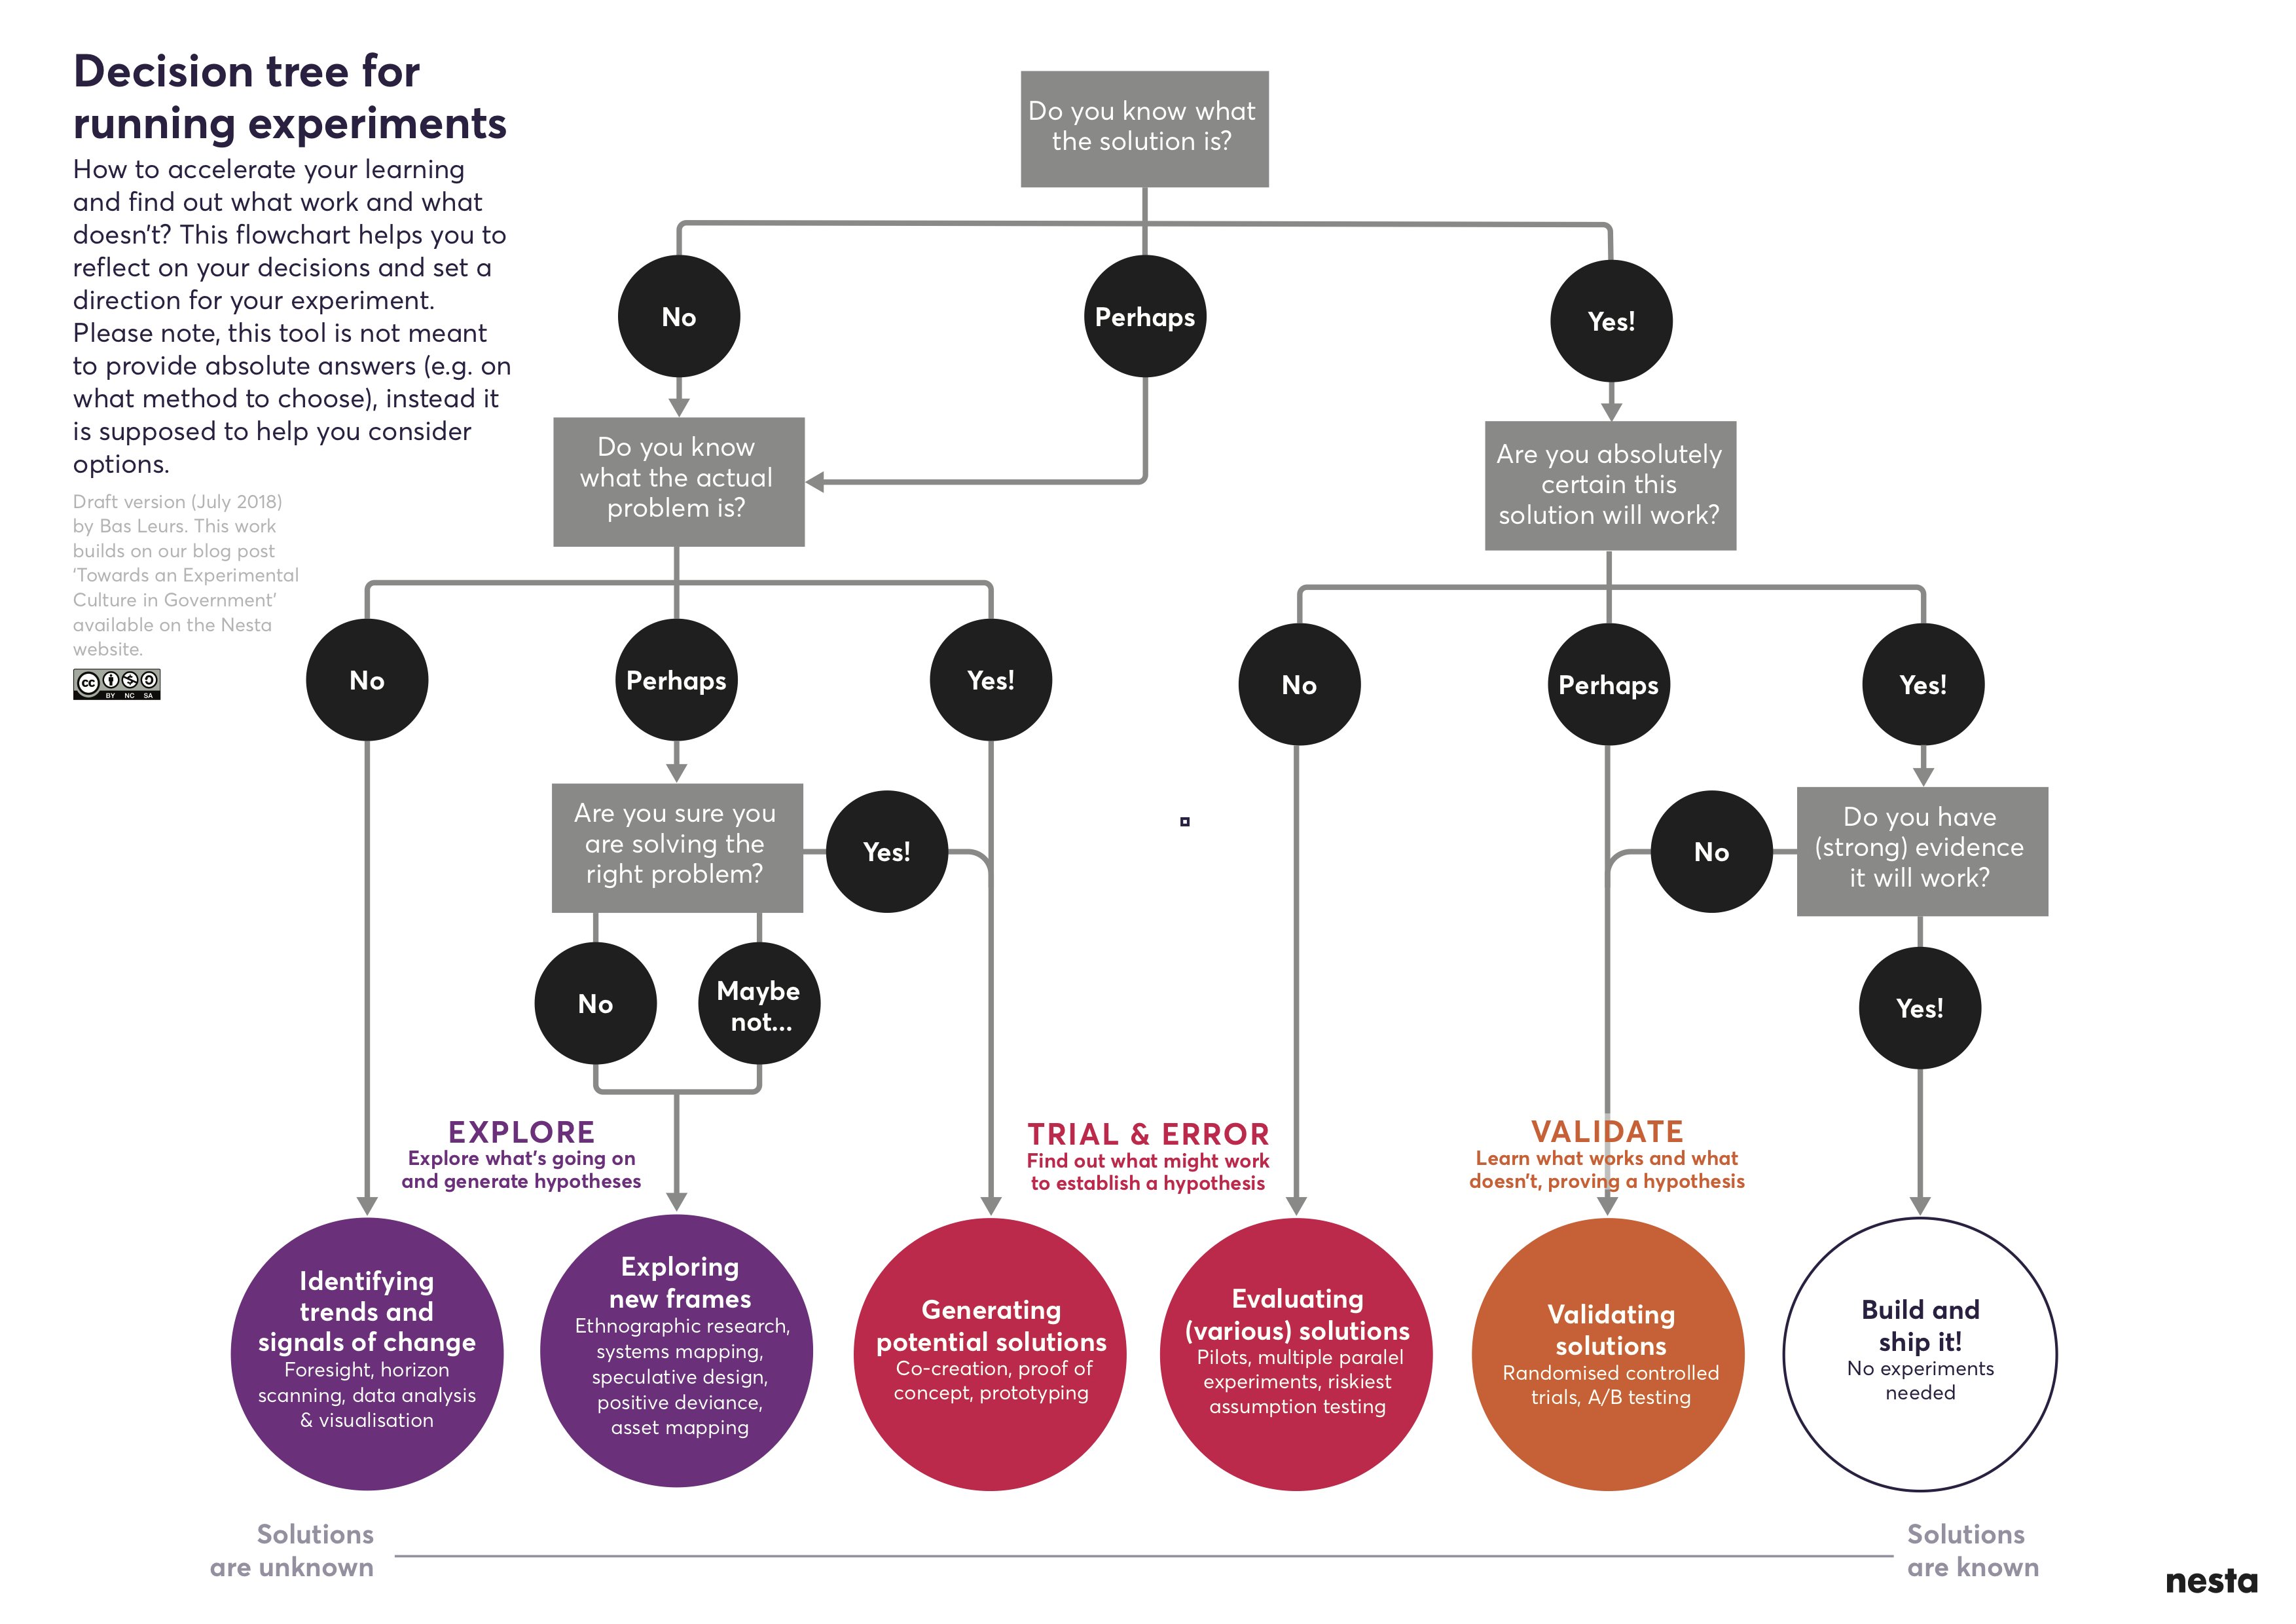 Decision tree for
running experiments
How to accelerate your learning
and find out what work and what
doesn't? This flowchart helps you to
reflect on your decisions and set a
direction for your experiment.
Please note, this tool is not meant
to provide absolute answers (e.g. on
what method to choose), instead it
is supposed to help you consider
options.
Draft version (July 2018)
by Bas Leurs. This work
builds on our blog post
'Towards an Experimental
Culture in Government'
available on the Nesta
website.
cc
BY NC SA
Do you know what
the solution is?
No
Perhaps
Yes!
Do you know
what the actual
problem is?
Are you absolutely
certain this
solution will work?
No
Perhaps
Yes!
No
Perhaps
Yes!
Are you sure you
are solving the
right problem?
Yes!
No
Do you have
(strong) evidence
it will work?
No
Maybe
not...
Yes!
EXPLORE
Explore what's going on
and generate hypotheses
TRIAL & ERROR
Find out what might work
to establish a hypothesis
VALIDATE
Learn what works and what
doesn't, proving a hypothesis
Identifying
trends and
signals of change
Foresight, horizon
scanning, data analysis
& visualisation
Exploring
new frames
Ethnographic research,
systems mapping,
speculative design,
positive deviance,
asset mapping
Generating
potential solutions
Co-creation, proof of
concept, prototyping
Evaluating
(various) solutions
Pilots, multiple paralel
experiments, riskiest
assumption testing
Validating
solutions
Randomised controlled
trials, A/B testing
Build and
ship it!
No experiments
needed
Solutions
are unknown
Solutions
are known
nesta